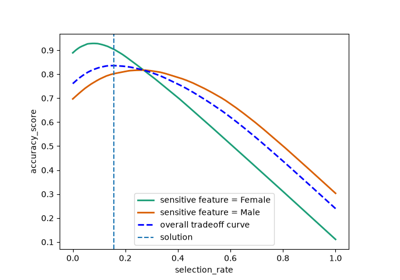 0.9
0.8
0.7
0.6
0.5
0.4
0.3
0.2
0.1
accuracy_score
sensitive feature = Female
sensitive feature = Male
overall tradeoff curve
solution
0.0 0.2 0.4 0.6 0.8 1.0
selection_rate